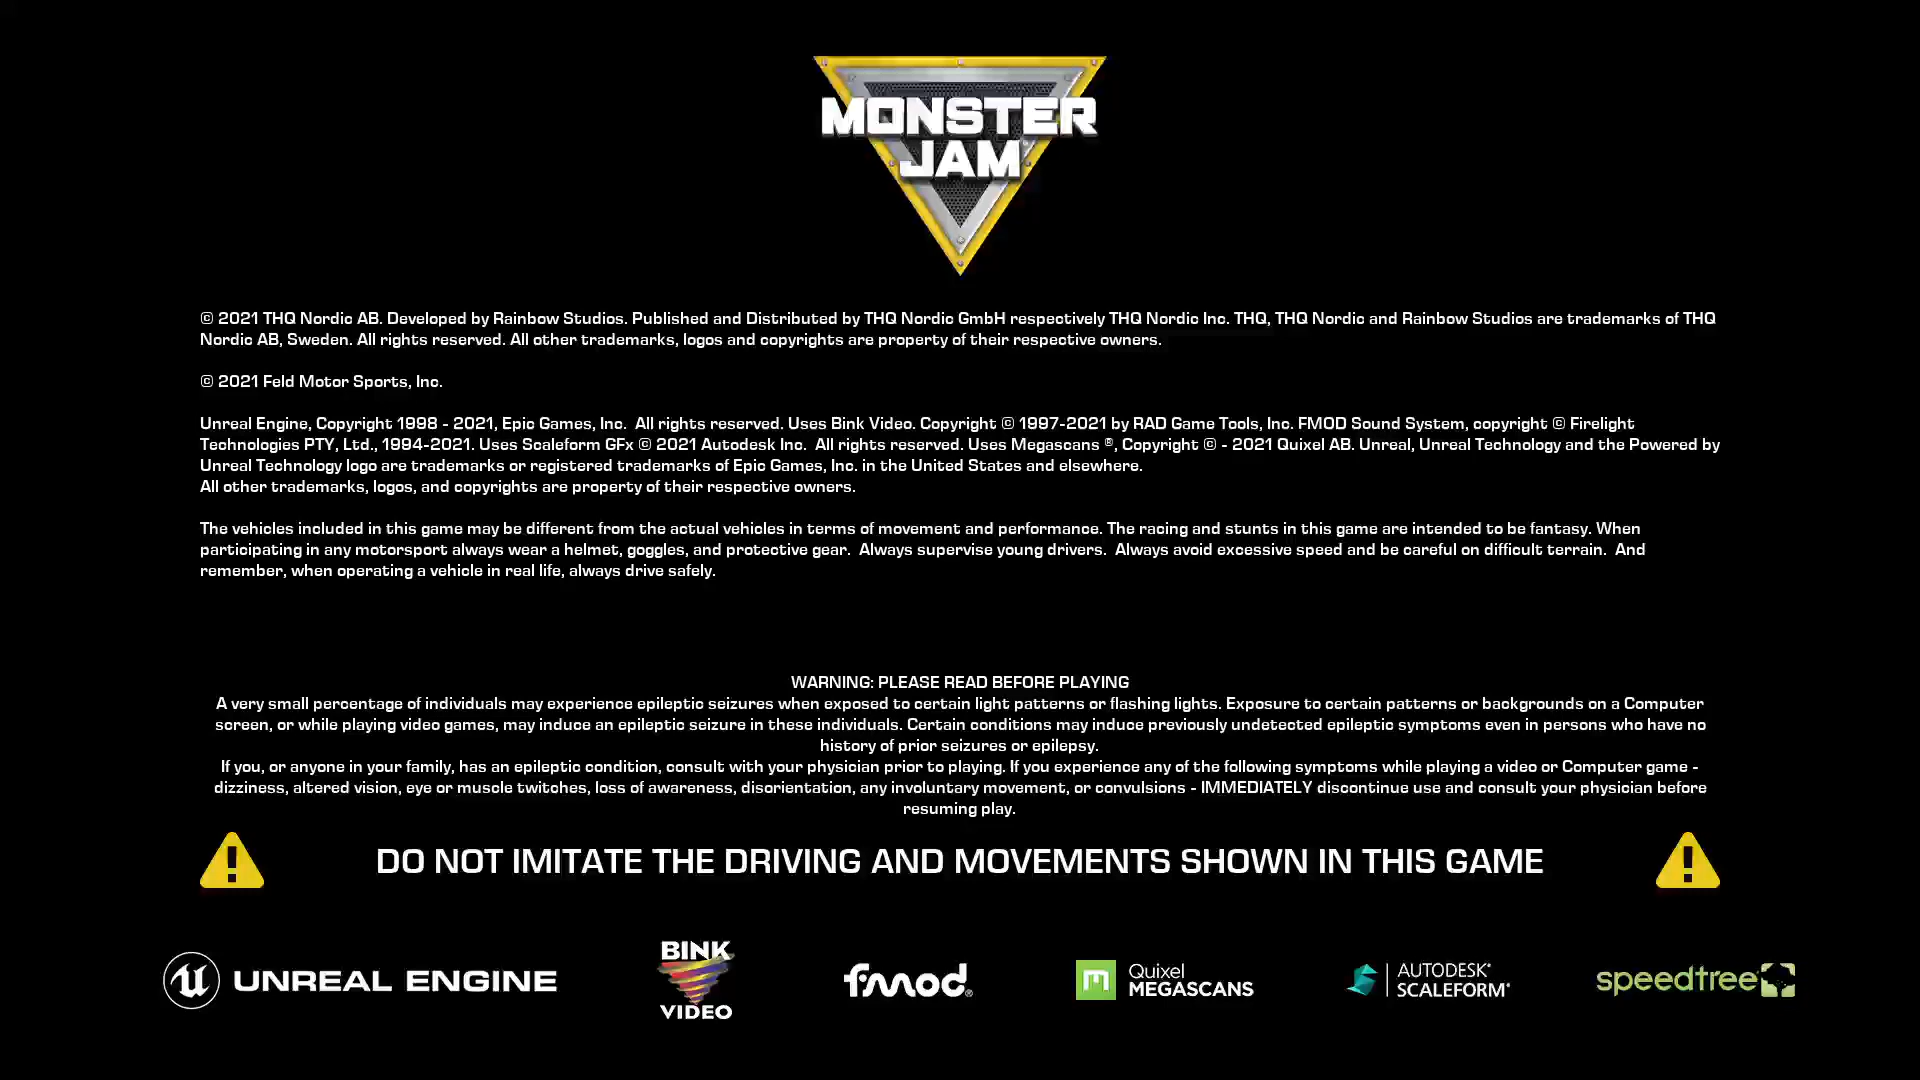 MONSTER
JAM
© 2021 THQ Nordic AB. Developed by Rainbow Studios. Published and Distributed by THQ Nordic GmbH respectively THQ Nordic Inc. THQ, THQ Nordic and Rainbow Studios are trademarks of THQ
Nordic AB, Sweden. All rights reserved. All other trademarks, logos and copyrights are property of their respective owners.
© 2021 Feld Motor Sports, Inc.
Unreal Engine, Copyright 1998 - 2021, Epic Games, Inc.  All rights reserved. Uses Bink Video. Copyright © 1997-2021 by RAD Game Tools, Inc. FMOD Sound System, copyright © Firelight
Technologies PTY, Ltd., 1994-2021. Uses Scaleform GFx © 2021 Autodesk Inc.  All rights reserved. Uses Megascans ®, Copyright © - 2021 Quixel AB. Unreal, Unreal Technology and the Powered by
Unreal Technology logo are trademarks or registered trademarks of Epic Games, Inc. in the United States and elsewhere.
All other trademarks, logos, and copyrights are property of their respective owners.
The vehicles included in this game may be different from the actual vehicles in terms of movement and performance. The racing and stunts in this game are intended to be fantasy. When
participating in any motorsport always wear a helmet, goggles, and protective gear.  Always supervise young drivers.  Always avoid excessive speed and be careful on difficult terrain.  And
remember, when operating a vehicle in real life, always drive safely.
WARNING: PLEASE READ BEFORE PLAYING
A very small percentage of individuals may experience epileptic seizures when exposed to certain light patterns or flashing lights. Exposure to certain patterns or backgrounds on a Computer
screen, or while playing video games, may induce an epileptic seizure in these individuals. Certain conditions may induce previously undetected epileptic symptoms even in persons who have no
history of prior seizures or epilepsy.
If you, or anyone in your family, has an epileptic condition, consult with your physician prior to playing. If you experience any of the following symptoms while playing a video or Computer game -
dizziness, altered vision, eye or muscle twitches, loss of awareness, disorientation, any involuntary movement, or convulsions - IMMEDIATELY discontinue use and consult your physician before
resuming play.
DO NOT IMITATE THE DRIVING AND MOVEMENTS SHOWN IN THIS GAME
UNREAL ENGINE
BINK
VIDEO
fmod®
Quixel
MEGASCANS
AUTODESK®
SCALEFORM®
speedtree